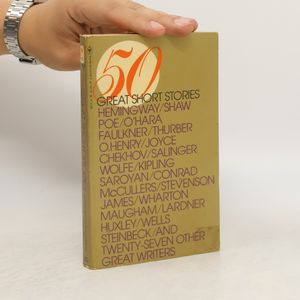 50
GREAT SHORT STORIES
HEMINGWAY/SHAW
POE/O'HARA
FAULKNER/THURBER
O.HENRY/JOYCE
CHEKHOV/SALINGER
WOLFE/KIPLING
SAROYAN/CONRAD
McCULLERS/STEVENSON
JAMES/WHARTON
MAUGHAM/LARDNER
HUXLEY/WELLS
STEINBECK/AND
TWENTY-SEVEN OTHER
GREAT WRITERS